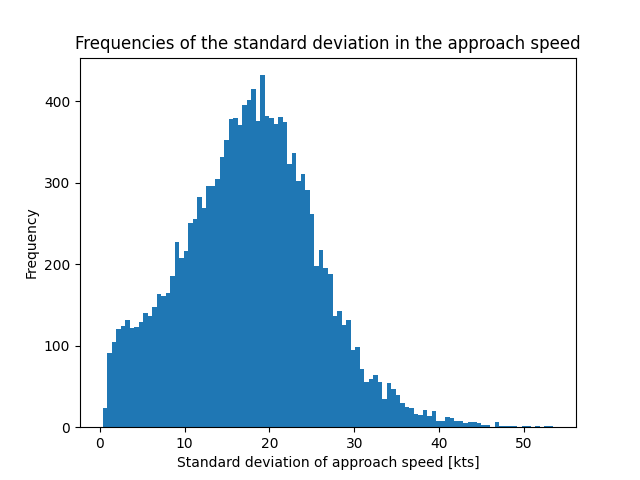 Frequencies of the standard deviation in the approach speed
400
300
200
100
0
Frequency
0 10 20 30 40 50
Standard deviation of approach speed [kts]